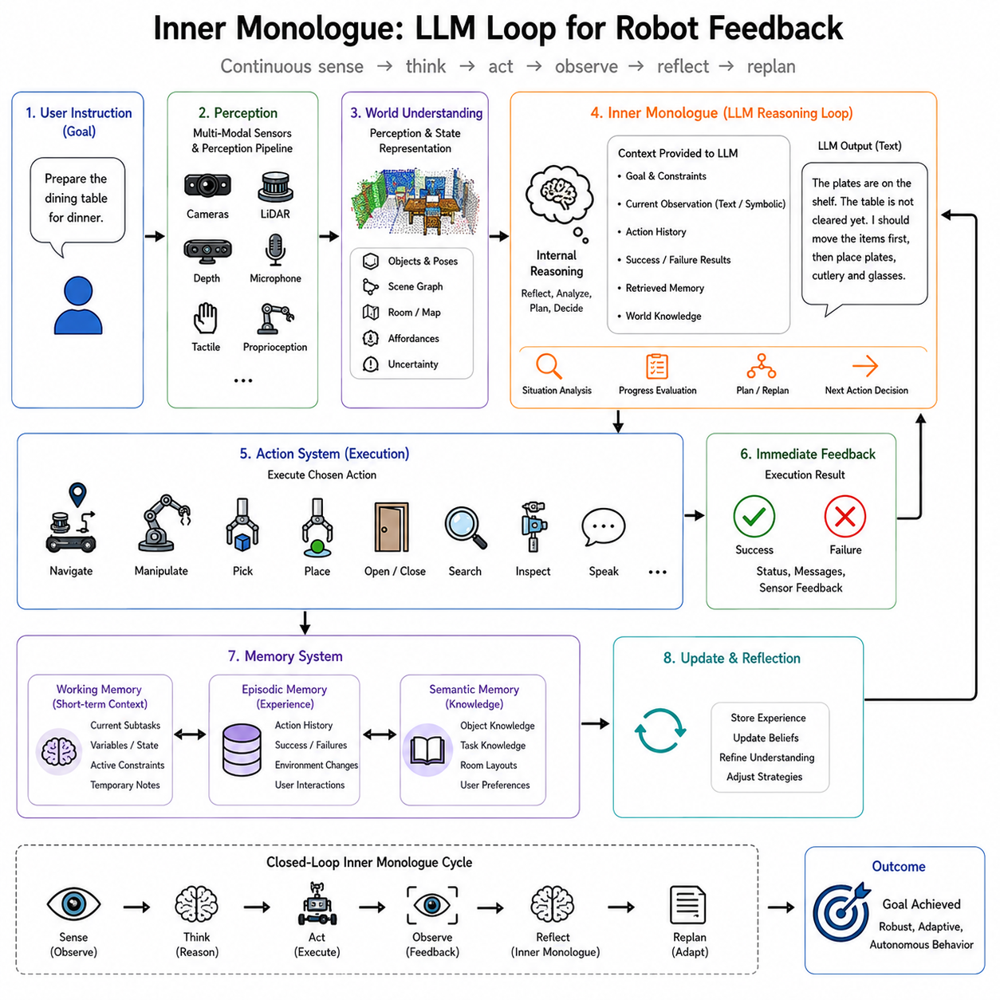 Inner Monologue: LLM Loop for Robot Feedback
Continuous sense → think → act → observe → reflect → replan
1. User Instruction
(Goal)
Prepare the
dining table
for dinner.
2. Perception
Multi-Modal Sensors
& Perception Pipeline
Cameras
LiDAR
Depth
Microphone
Tactile
Proprioception
...
3. World Understanding
Perception & State
Representation
Objects & Poses
Scene Graph
Room / Map
Affordances
Uncertainty
4. Inner Monologue (LLM Reasoning Loop)
Internal
Reasoning
Reflect, Analyze,
Plan, Decide
Context Provided to LLM
• Goal & Constraints
• Current Observation (Text / Symbolic)
• Action History
• Success / Failure Results
• Retrieved Memory
• World Knowledge
LLM Output (Text)
The plates are on the
shelf. The table is not
cleared yet. I should
move the items first,
then place plates,
cutlery and glasses.
Situation Analysis
Progress Evaluation
Plan / Replan
Next Action Decision
5. Action System (Execution)
Execute Chosen Action
Navigate
Manipulate
Pick
Place
Open / Close
Search
Inspect
Speak
...
6. Immediate Feedback
Execution Result
Success
Failure
Status, Messages,
Sensor Feedback
7. Memory System
Working Memory
(Short-term Context)
Current Subtasks
Variables / State
Active Constraints
Temporary Notes
Episodic Memory
(Experience)
Action History
Success / Failures
Environment Changes
User Interactions
Semantic Memory
(Knowledge)
Object Knowledge
Task Knowledge
Room Layouts
User Preferences
8. Update & Reflection
Store Experience
Update Beliefs
Refine Understanding
Adjust Strategies
Closed-Loop Inner Monologue Cycle
Sense
(Observe)
Think
(Reason)
Act
(Execute)
Observe
(Feedback)
Reflect
(Inner Monologue)
Replan
(Adapt)
Outcome
Goal Achieved
Robust, Adaptive,
Autonomous Behavior